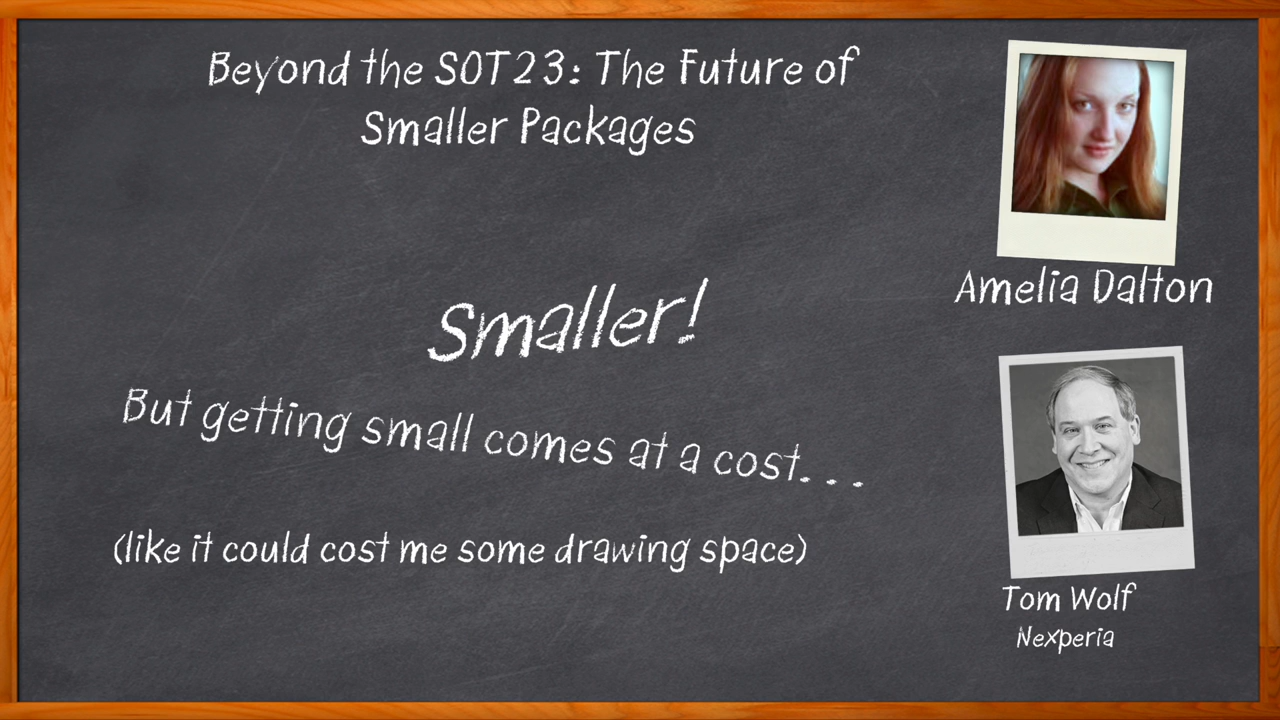 Beyond the SOT23: The Future of
Smaller Packages
Smaller!
But getting small comes at a cost. . .
(like it could cost me some drawing space)
Amelia Dalton
Tom Wolf
Nexperia